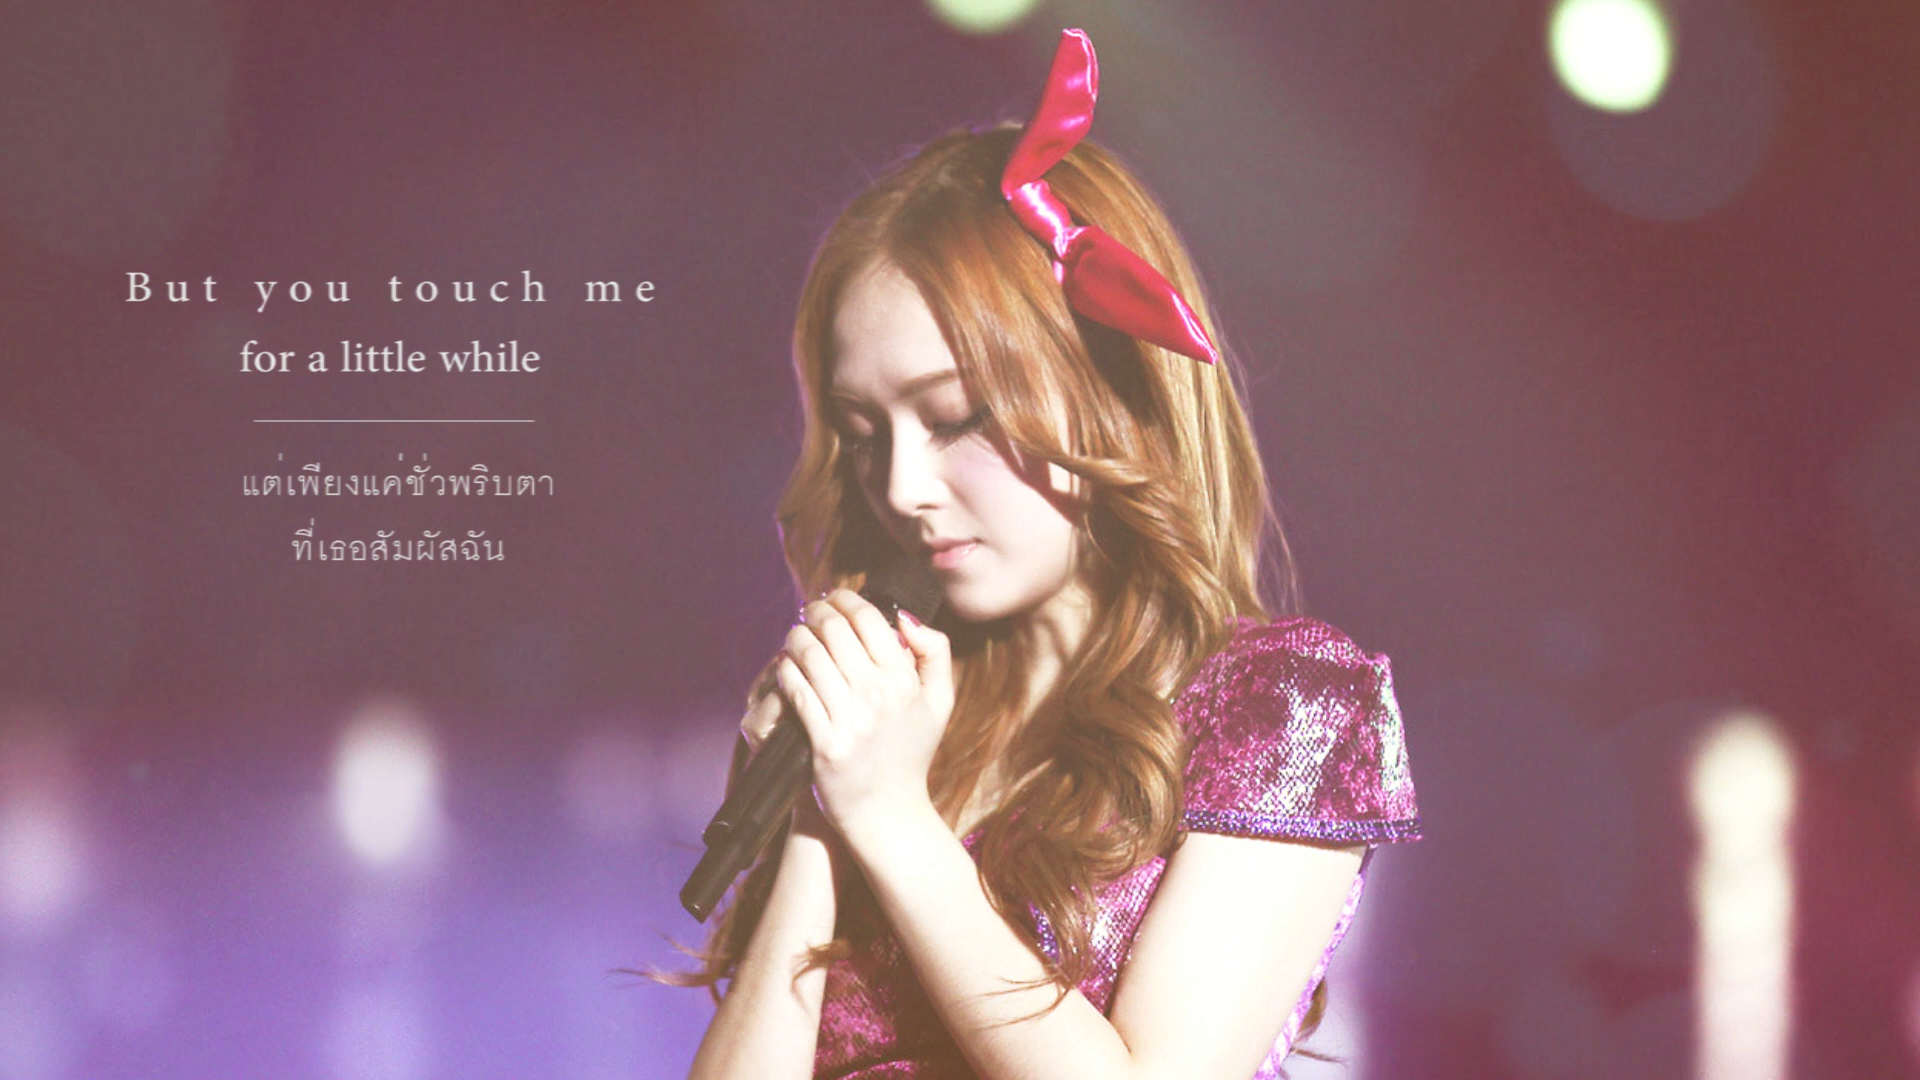 But you touch me
for a little while
แต่เพียงแค่ชั่วพริบตา
ที่เธอสัมผัสฉัน